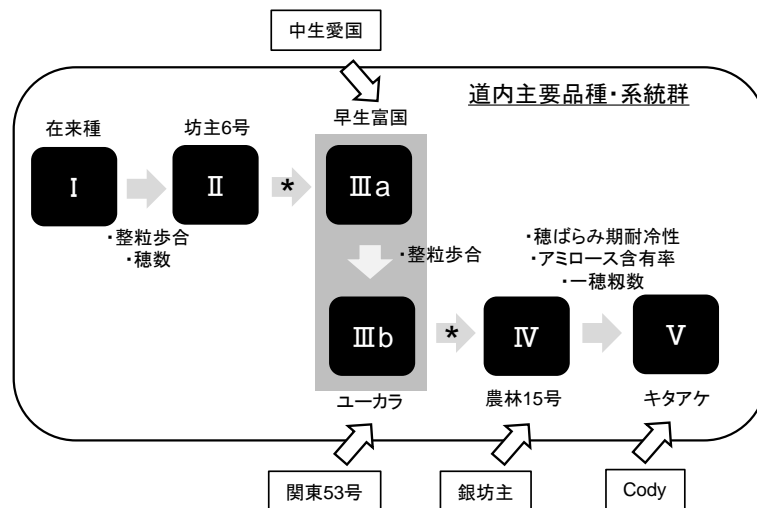 中生愛国
道内主要品種・系統群
在来種
坊主6号
早生富国
Ⅰ
Ⅱ
*
Ⅲa
・整粒歩合
・穂数
・整粒歩合
・穂ばらみ期耐冷性
・アミロース含有率
・一穂籾数
Ⅲb
*
Ⅳ
Ⅴ
ユーカラ
農林15号
キタアケ
関東53号
銀坊主
Cody